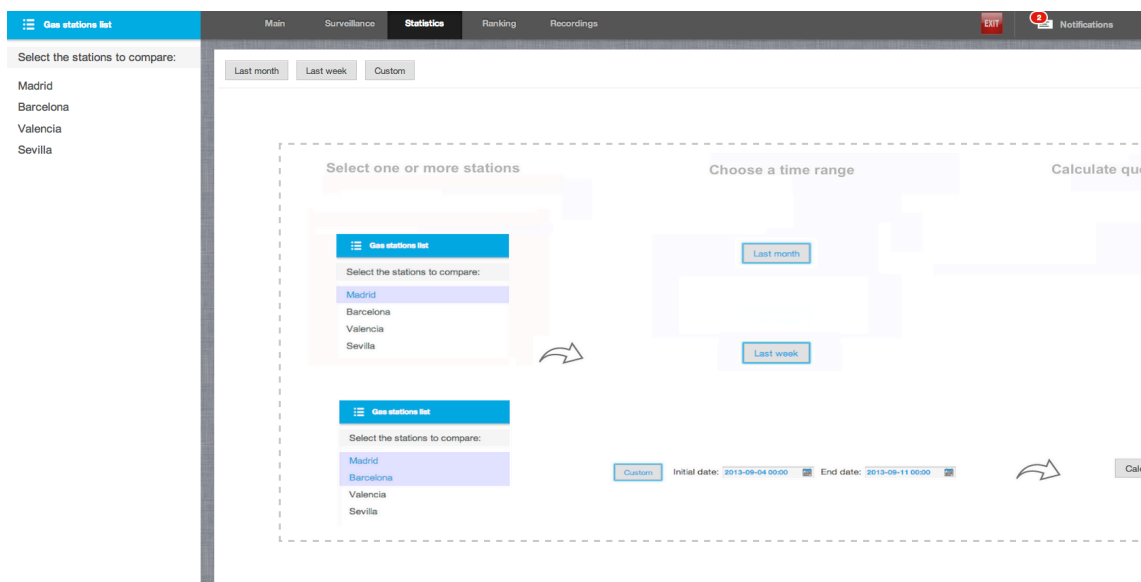 Gas stations list
Main Surveillance Statistics Ranking Recordings EXIT 2 Notifications
Select the stations to compare:
Madrid
Barcelona
Valencia
Sevilla
Last month Last week Custom
Select one or more stations
Choose a time range
Calculate que
Gas stations list
Select the stations to compare:
Madrid
Barcelona
Valencia
Sevilla
Last month
Last week
Gas stations list
Select the stations to compare:
Madrid
Barcelona
Valencia
Sevilla
Custom Initial date: 2013-09-04 00:00 End date: 2013-09-11 00:00
Calc